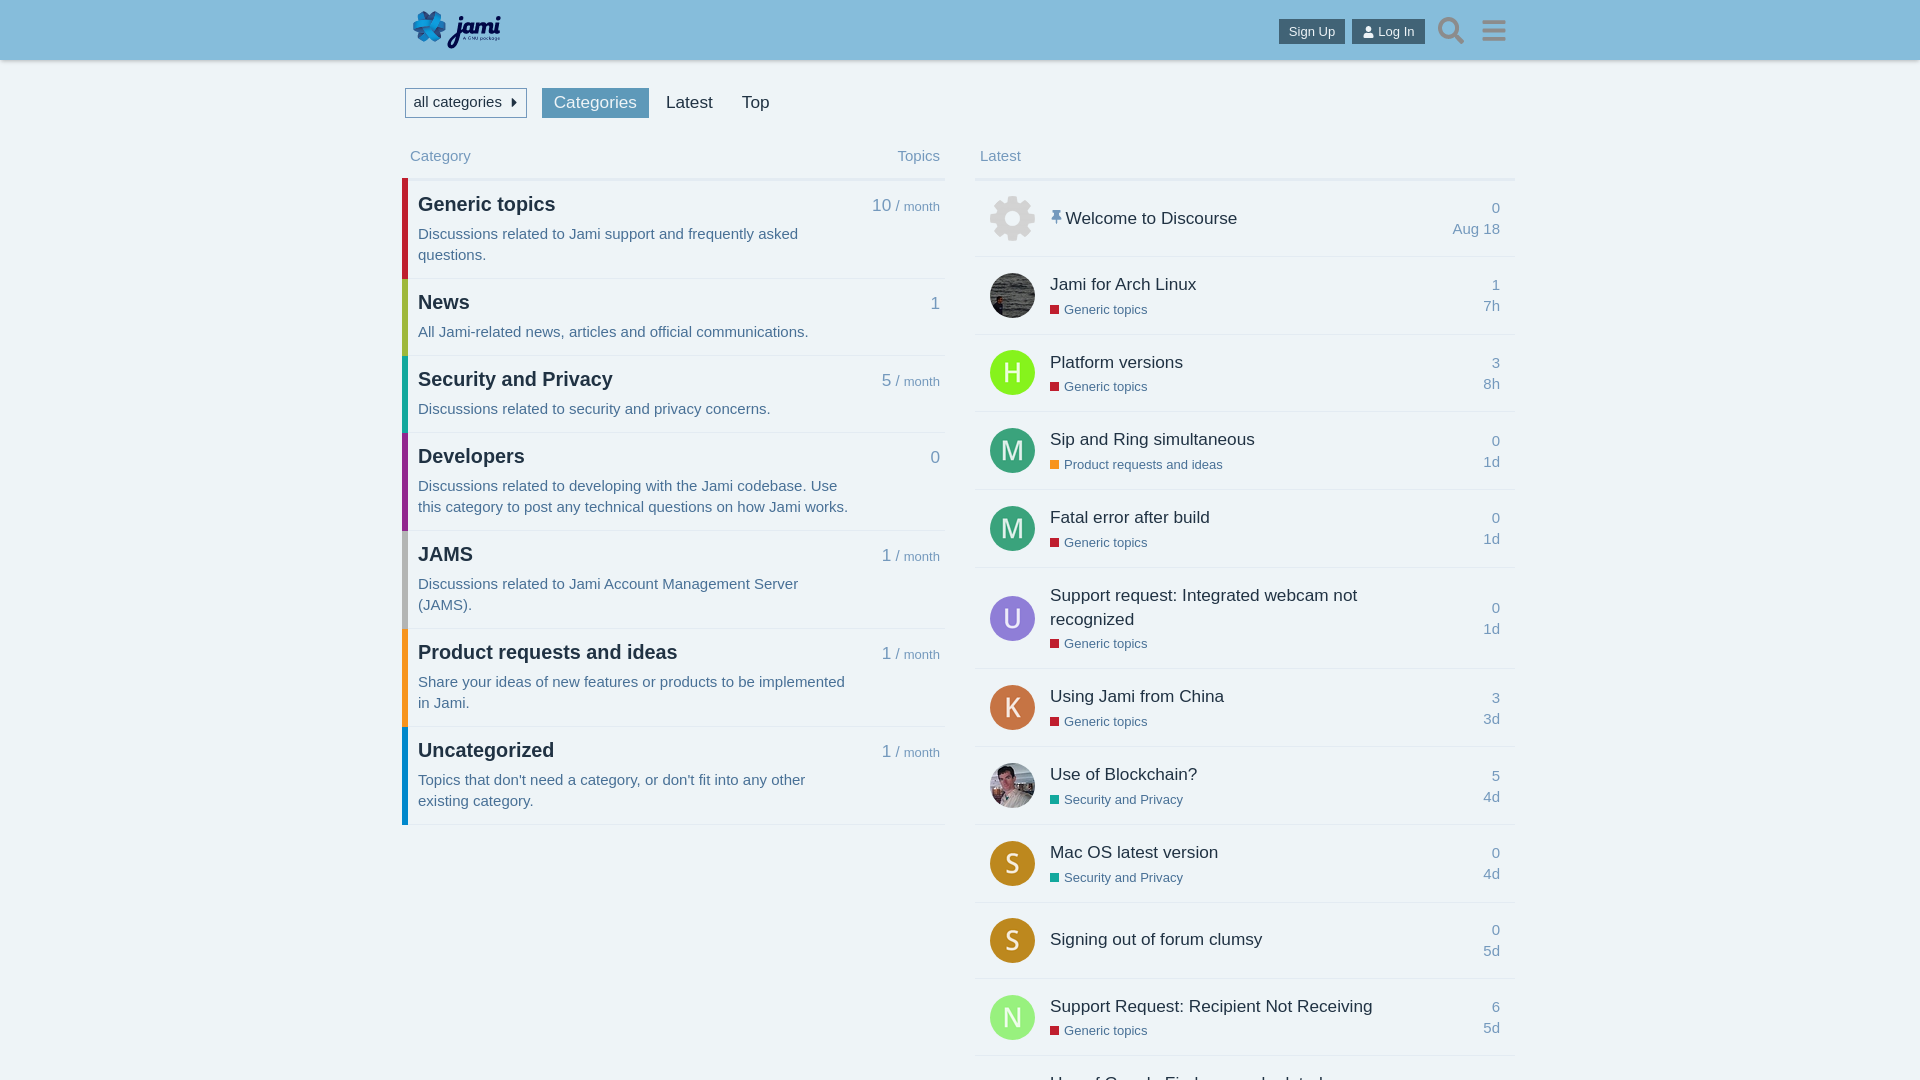 jami
A GNU package
Sign Up
Log In
all categories
Categories
Latest
Top
Category
Topics
Generic topics
10 / month
Discussions related to Jami support and frequently asked
questions.
News
1
All Jami-related news, articles and official communications.
Security and Privacy
5 / month
Discussions related to security and privacy concerns.
Developers
0
Discussions related to developing with the Jami codebase. Use
this category to post any technical questions on how Jami works.
JAMS
1 / month
Discussions related to Jami Account Management Server
(JAMS).
Product requests and ideas
1 / month
Share your ideas of new features or products to be implemented
in Jami.
Uncategorized
1 / month
Topics that don't need a category, or don't fit into any other
existing category.
Latest
Welcome to Discourse
0
Aug 18
Jami for Arch Linux
Generic topics
1
7h
H
Platform versions
Generic topics
3
8h
M
Sip and Ring simultaneous
Product requests and ideas
0
1d
M
Fatal error after build
Generic topics
0
1d
U
Support request: Integrated webcam not
recognized
Generic topics
0
1d
K
Using Jami from China
Generic topics
3
3d
Use of Blockchain?
Security and Privacy
5
4d
S
Mac OS latest version
Security and Privacy
0
4d
S
Signing out of forum clumsy
0
5d
N
Support Request: Recipient Not Receiving
Generic topics
6
5d